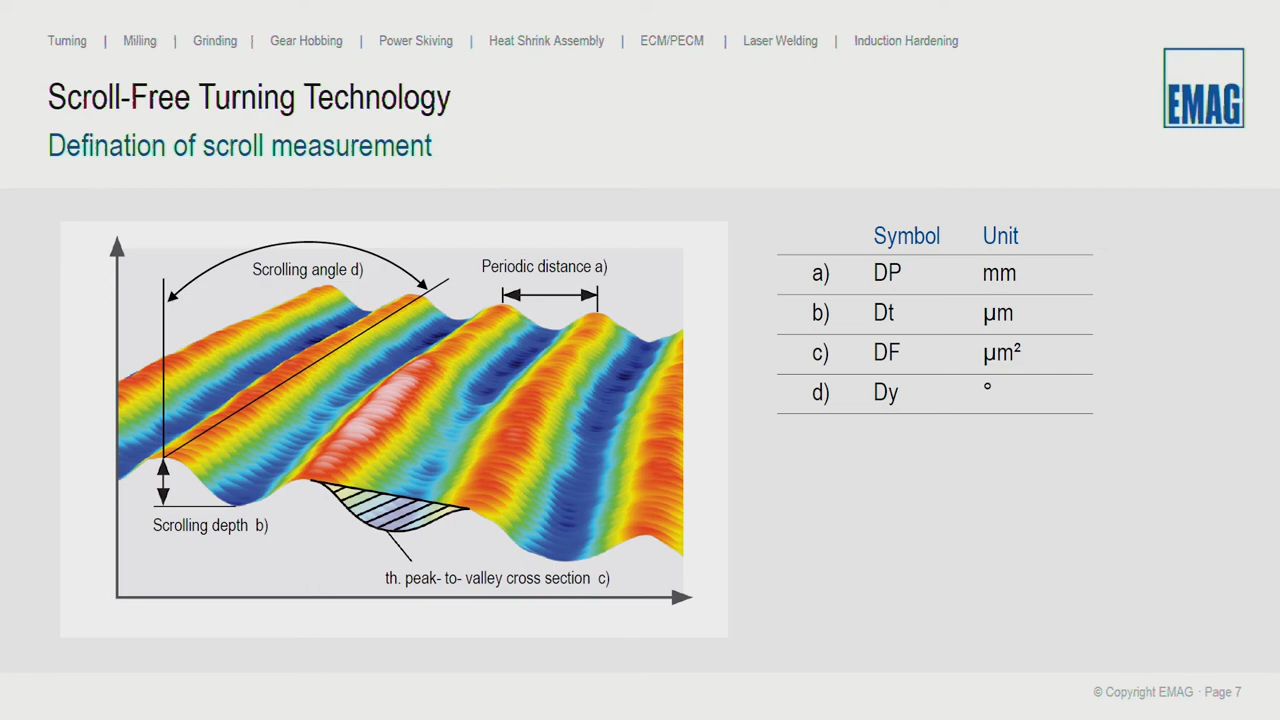 Turning | Milling | Grinding | Gear Hobbing | Power Skiving | Heat Shrink Assembly | ECM/PECM | Laser Welding | Induction Hardening
Scroll-Free Turning Technology
Defination of scroll measurement
EMAG
Scrolling angle d)
Periodic distance a)
Scrolling depth b)
th. peak- to- valley cross section c)
Symbol Unit
a) DP mm
b) Dt µm
c) DF µm²
d) Dy °
© Copyright EMAG · Page 7